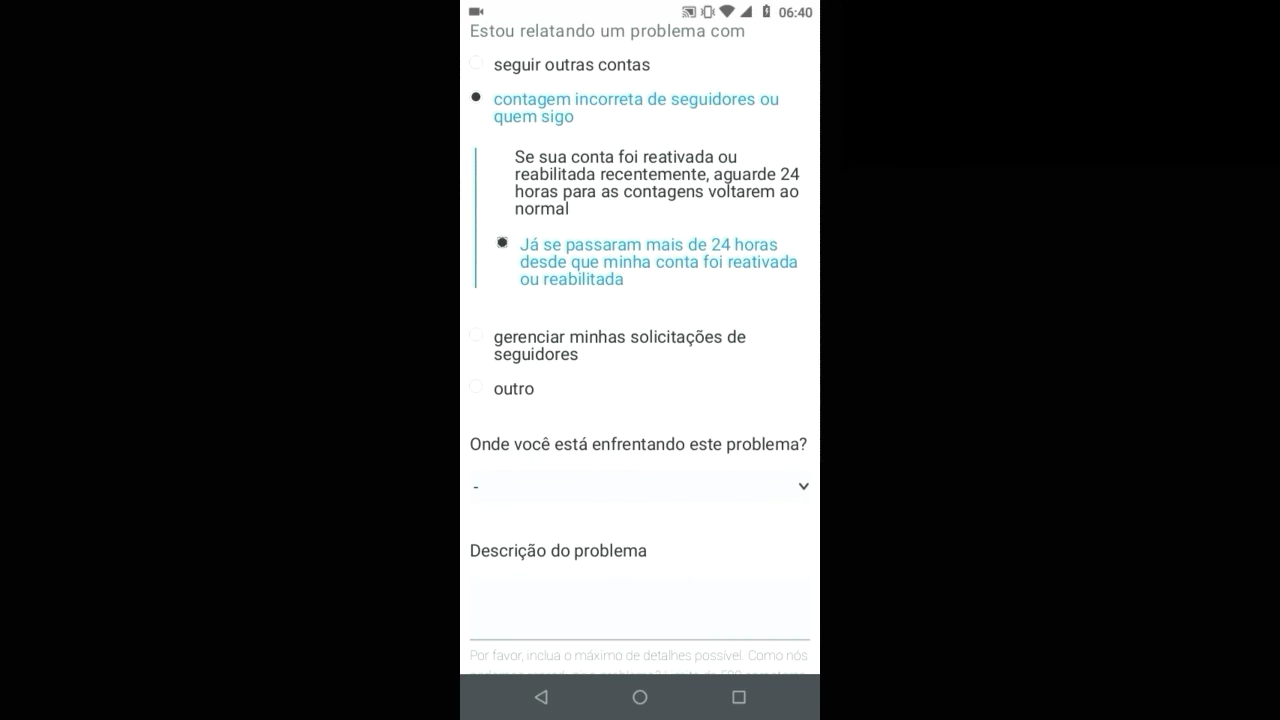 06:40
Estou relatando um problema com
seguir outras contas
contagem incorreta de seguidores ou
quem sigo
Se sua conta foi reativada ou
reabilitada recentemente, aguarde 24
horas para as contagens voltarem ao
normal
Já se passaram mais de 24 horas
desde que minha conta foi reativada
ou reabilitada
gerenciar minhas solicitações de
seguidores
outro
Onde você está enfrentando este problema?
-
Descrição do problema
Por favor, inclua o máximo de detalhes possível. Como nós